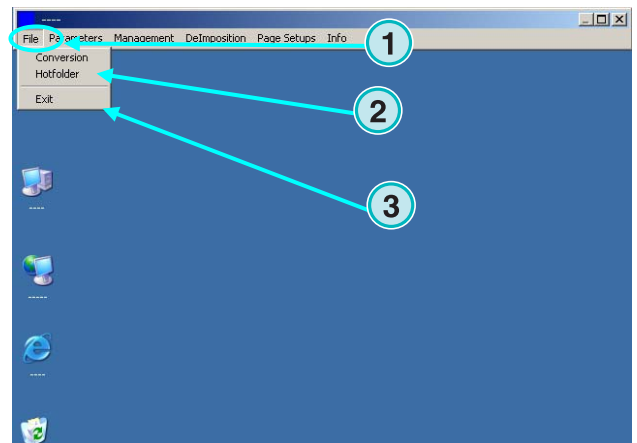 ----
File Parameters Management DeImposition Page Setups Info
1
Conversion
Hotfolder
2
Exit
3
----
-----
----